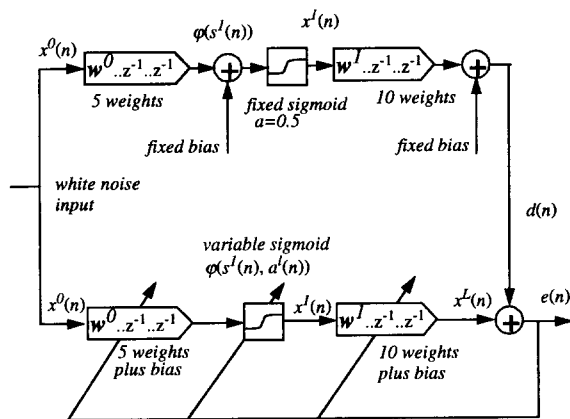 φ(s¹(n)) x¹(n)
x⁰(n)
w⁰..z⁻¹..z⁻¹ + w¹..z⁻¹..z⁻¹ +
5 weights fixed sigmoid 10 weights
a=0.5
fixed bias fixed bias
white noise
input
d(n)
variable sigmoid
φ(s¹(n), a¹(n))
x⁰(n) x¹(n) xᴸ(n) e(n)
w⁰..z⁻¹..z⁻¹ w¹..z⁻¹..z⁻¹ +
5 weights 10 weights
plus bias plus bias